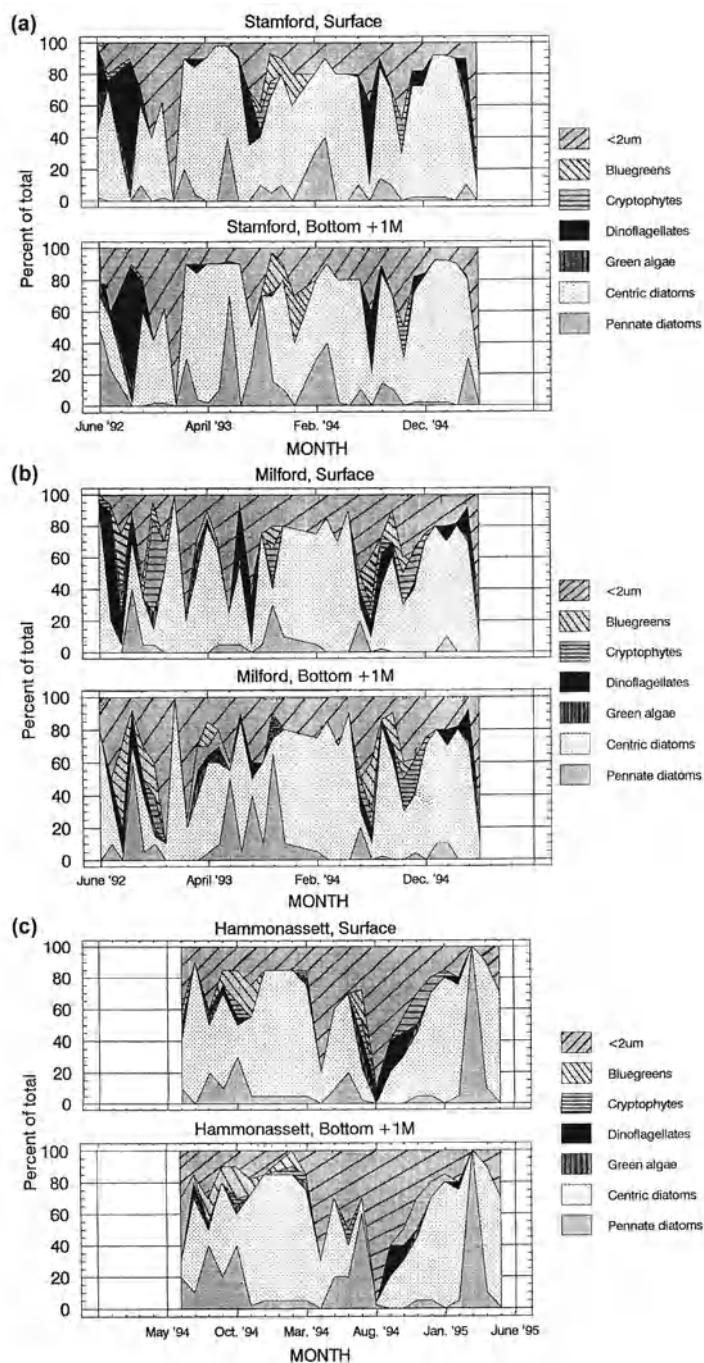 (a)
Stamford, Surface
100
80
60
40
20
0
Percent of total
Stamford, Bottom +1M
100
80
60
40
20
0
June '92 April '93 Feb. '94 Dec. '94
MONTH
<2um
Bluegreens
Cryptophytes
Dinoflagellates
Green algae
Centric diatoms
Pennate diatoms
(b)
Milford, Surface
100
80
60
40
20
0
Percent of total
Milford, Bottom +1M
100
80
60
40
20
0
June '92 April '93 Feb. '94 Dec. '94
MONTH
<2um
Bluegreens
Cryptophytes
Dinoflagellates
Green algae
Centric diatoms
Pennate diatoms
(c)
Hammonassett, Surface
100
80
60
40
20
0
Percent of total
Hammonassett, Bottom +1M
100
80
60
40
20
0
May '94 Oct. '94 Mar. '94 Aug. '94 Jan. '95 June '95
MONTH
<2um
Bluegreens
Cryptophytes
Dinoflagellates
Green algae
Centric diatoms
Pennate diatoms